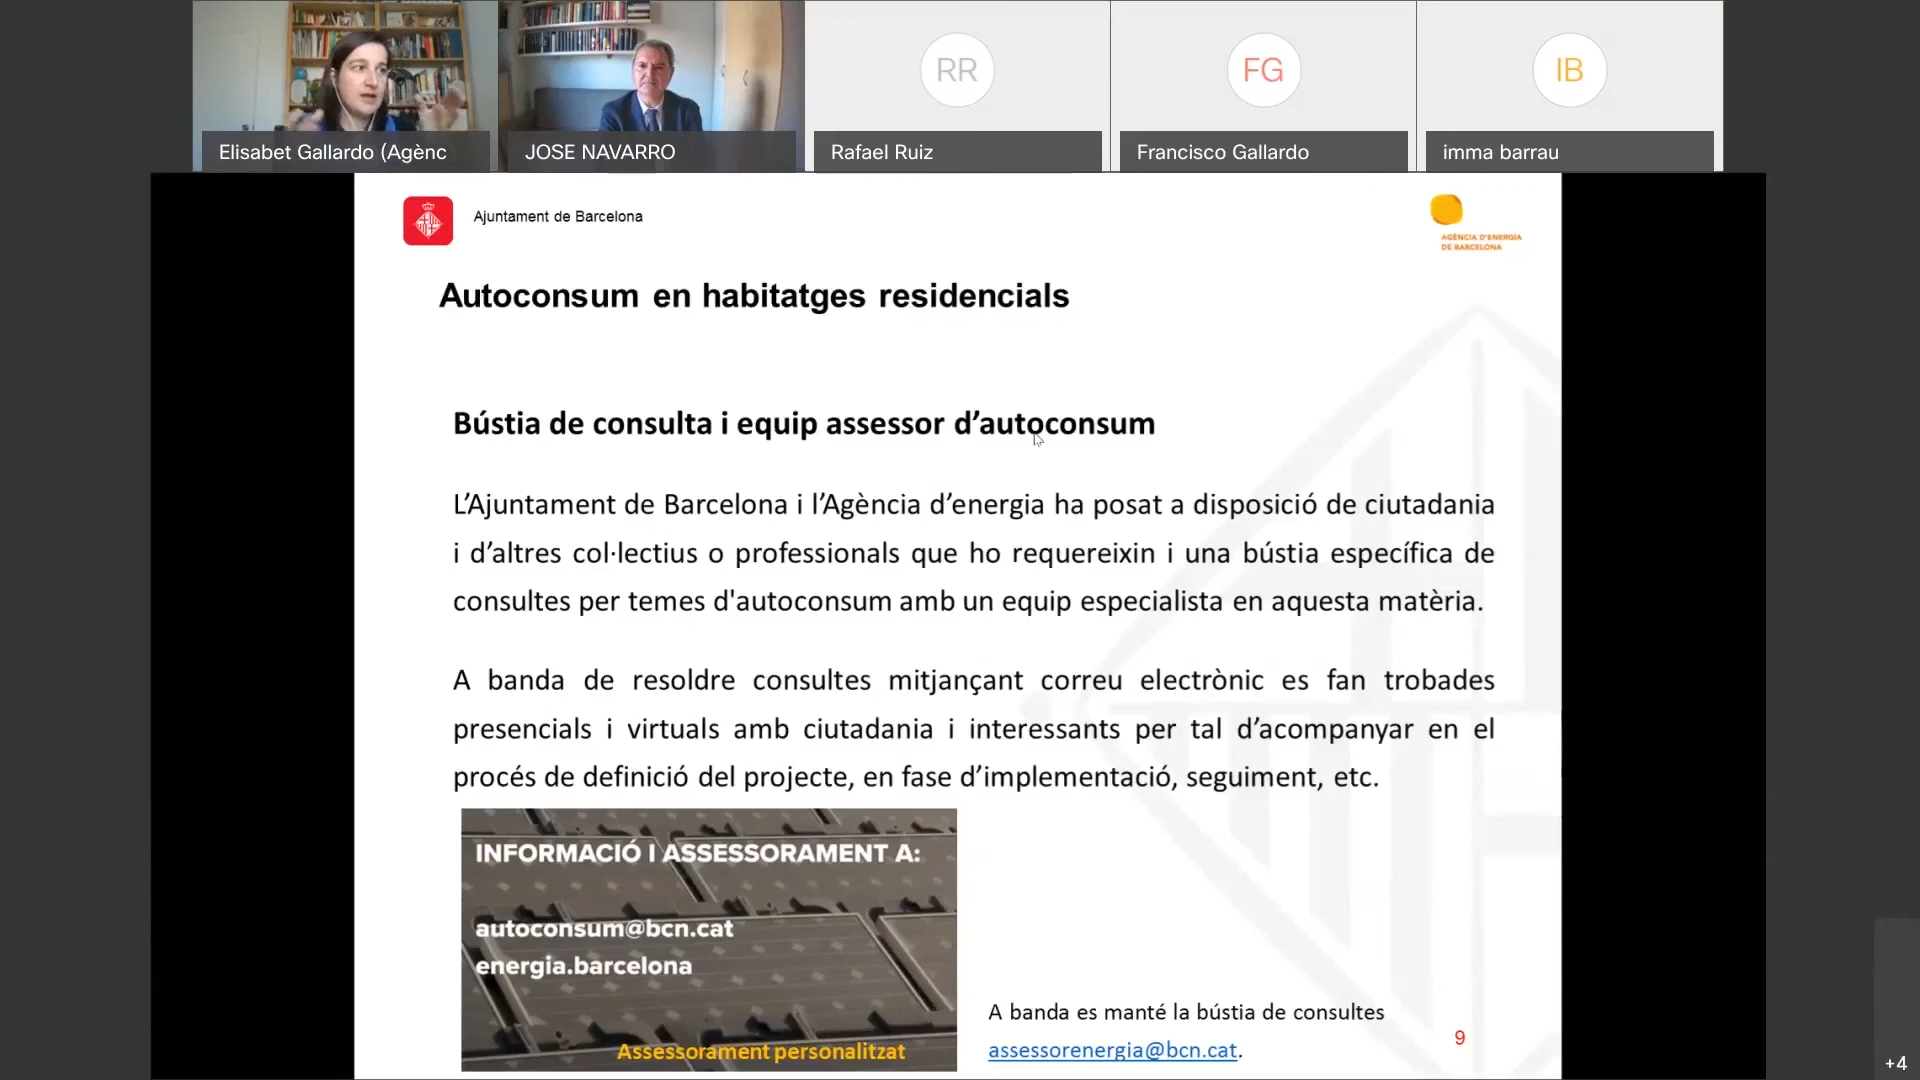 Elisabet Gallardo (Agènc
JOSE NAVARRO
RR
Rafael Ruiz
FG
Francisco Gallardo
IB
imma barrau
Ajuntament de Barcelona
AGÈNCIA D'ENERGIA
DE BARCELONA
Autoconsum en habitatges residencials
Bústia de consulta i equip assessor d’autoconsum
L’Ajuntament de Barcelona i l’Agència d’energia ha posat a disposició de ciutadania
i d’altres col·lectius o professionals que ho requereixin i una bústia específica de
consultes per temes d'autoconsum amb un equip especialista en aquesta matèria.
A banda de resoldre consultes mitjançant correu electrònic es fan trobades
presencials i virtuals amb ciutadania i interessants per tal d’acompanyar en el
procés de definició del projecte, en fase d’implementació, seguiment, etc.
INFORMACIÓ I ASSESSORAMENT A:
autoconsum@bcn.cat
energia.barcelona
Assessorament personalitzat
A banda es manté la bústia de consultes
assessorenergia@bcn.cat.
9
+4